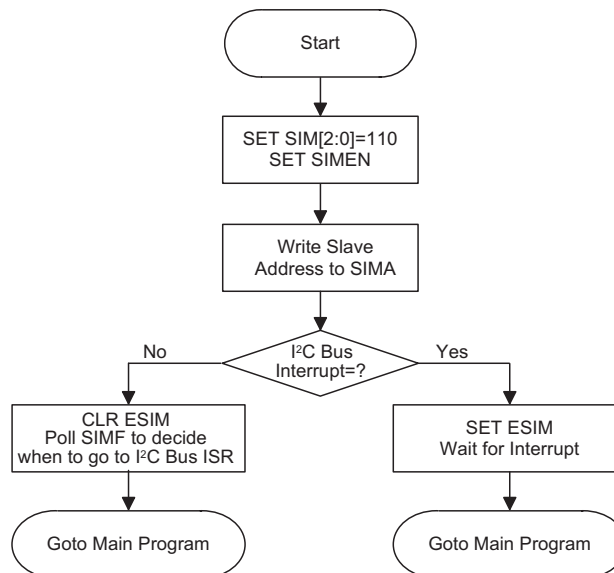 Start
SET SIM[2:0]=110
SET SIMEN
Write Slave
Address to SIMA
I²C Bus
Interrupt=?
No
Yes
CLR ESIM
Poll SIMF to decide
when to go to I²C Bus ISR
SET ESIM
Wait for Interrupt
Goto Main Program
Goto Main Program